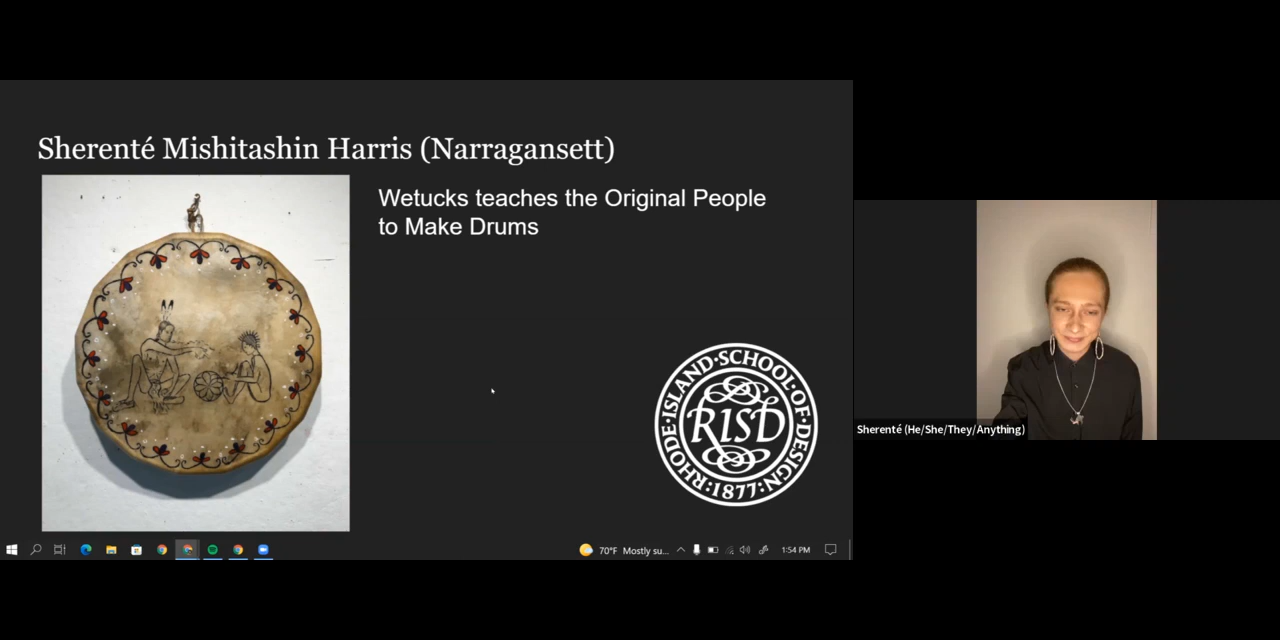 Sherenté Mishitashin Harris (Narragansett)
Wetucks teaches the Original People
to Make Drums
RHODE·ISLAND·SCHOOL·OF·DESIGN·
·1877·
RISD
Sherenté (He/She/They/Anything)
70°F Mostly su...
1:54 PM